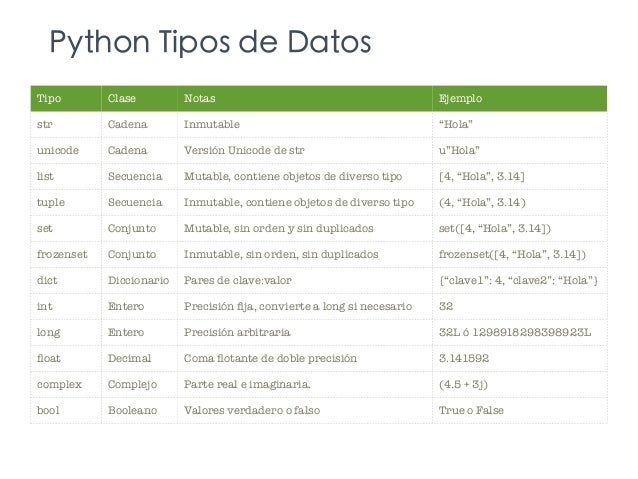 Python Tipos de Datos
Tipo Clase Notas Ejemplo
str Cadena Inmutable “Hola”
unicode Cadena Versión Unicode de str u”Hola”
list Secuencia Mutable, contiene objetos de diverso tipo [4, “Hola”, 3.14]
tuple Secuencia Inmutable, contiene objetos de diverso tipo (4, “Hola”, 3.14)
set Conjunto Mutable, sin orden y sin duplicados set([4, “Hola”, 3.14])
frozenset Conjunto Inmutable, sin orden, sin duplicados frozenset([4, “Hola”, 3.14])
dict Diccionario Pares de clave:valor {“clave1”: 4, “clave2”: “Hola”}
int Entero Precisión fija, convierte a long si necesario 32
long Entero Precisión arbitraria 32L ó 1298918298398923L
float Decimal Coma flotante de doble precisión 3.141592
complex Complejo Parte real e imaginaria. (4.5 + 3j)
bool Booleano Valores verdadero o falso True o False